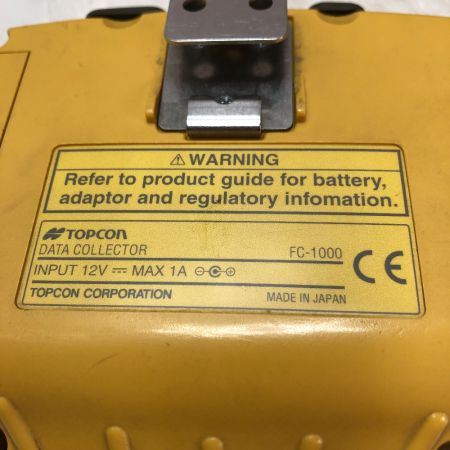 ⚠WARNING
Refer to product guide for battery,
adaptor and regulatory infomation.
TOPCON
DATA COLLECTOR FC-1000
INPUT 12V ⎓ MAX 1A
CE
TOPCON CORPORATION MADE IN JAPAN